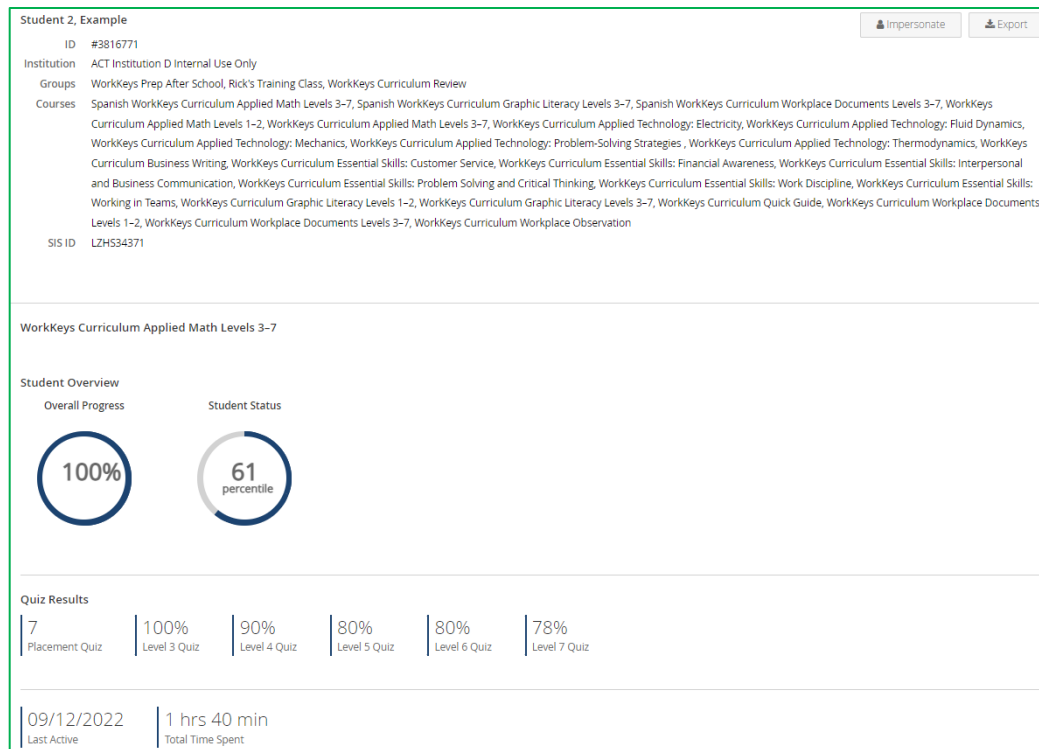 Student 2, Example
Impersonate
Export
ID #3816771
Institution ACT Institution D Internal Use Only
Groups WorkKeys Prep After School, Rick's Training Class, WorkKeys Curriculum Review
Courses Spanish WorkKeys Curriculum Applied Math Levels 3–7, Spanish WorkKeys Curriculum Graphic Literacy Levels 3–7, Spanish WorkKeys Curriculum Workplace Documents Levels 3–7, WorkKeys
Curriculum Applied Math Levels 1–2, WorkKeys Curriculum Applied Math Levels 3–7, WorkKeys Curriculum Applied Technology: Electricity, WorkKeys Curriculum Applied Technology: Fluid Dynamics,
WorkKeys Curriculum Applied Technology: Mechanics, WorkKeys Curriculum Applied Technology: Problem-Solving Strategies , WorkKeys Curriculum Applied Technology: Thermodynamics, WorkKeys
Curriculum Business Writing, WorkKeys Curriculum Essential Skills: Customer Service, WorkKeys Curriculum Essential Skills: Financial Awareness, WorkKeys Curriculum Essential Skills: Interpersonal
and Business Communication, WorkKeys Curriculum Essential Skills: Problem Solving and Critical Thinking, WorkKeys Curriculum Essential Skills: Work Discipline, WorkKeys Curriculum Essential Skills:
Working in Teams, WorkKeys Curriculum Graphic Literacy Levels 1–2, WorkKeys Curriculum Graphic Literacy Levels 3–7, WorkKeys Curriculum Quick Guide, WorkKeys Curriculum Workplace Documents
Levels 1–2, WorkKeys Curriculum Workplace Documents Levels 3–7, WorkKeys Curriculum Workplace Observation
SIS ID LZHS34371
WorkKeys Curriculum Applied Math Levels 3–7
Student Overview
Overall Progress
100%
Student Status
61
percentile
Quiz Results
7
Placement Quiz
100%
Level 3 Quiz
90%
Level 4 Quiz
80%
Level 5 Quiz
80%
Level 6 Quiz
78%
Level 7 Quiz
09/12/2022
Last Active
1 hrs 40 min
Total Time Spent